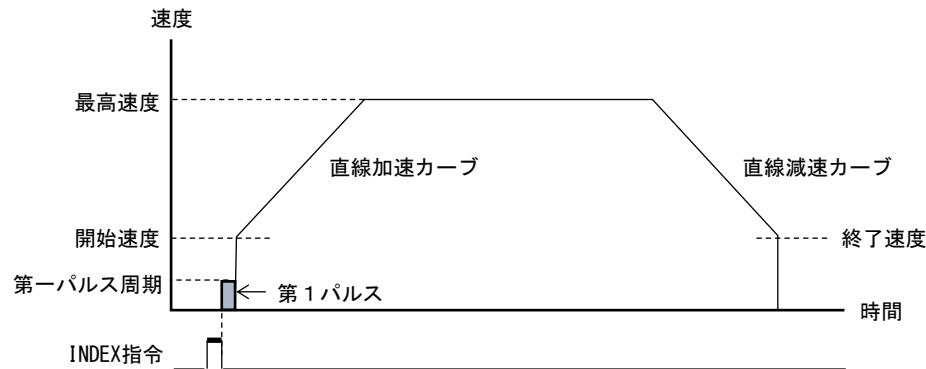 速度
最高速度
直線加速カーブ
直線減速カーブ
開始速度
終了速度
第一パルス周期
第１パルス
時間
INDEX指令